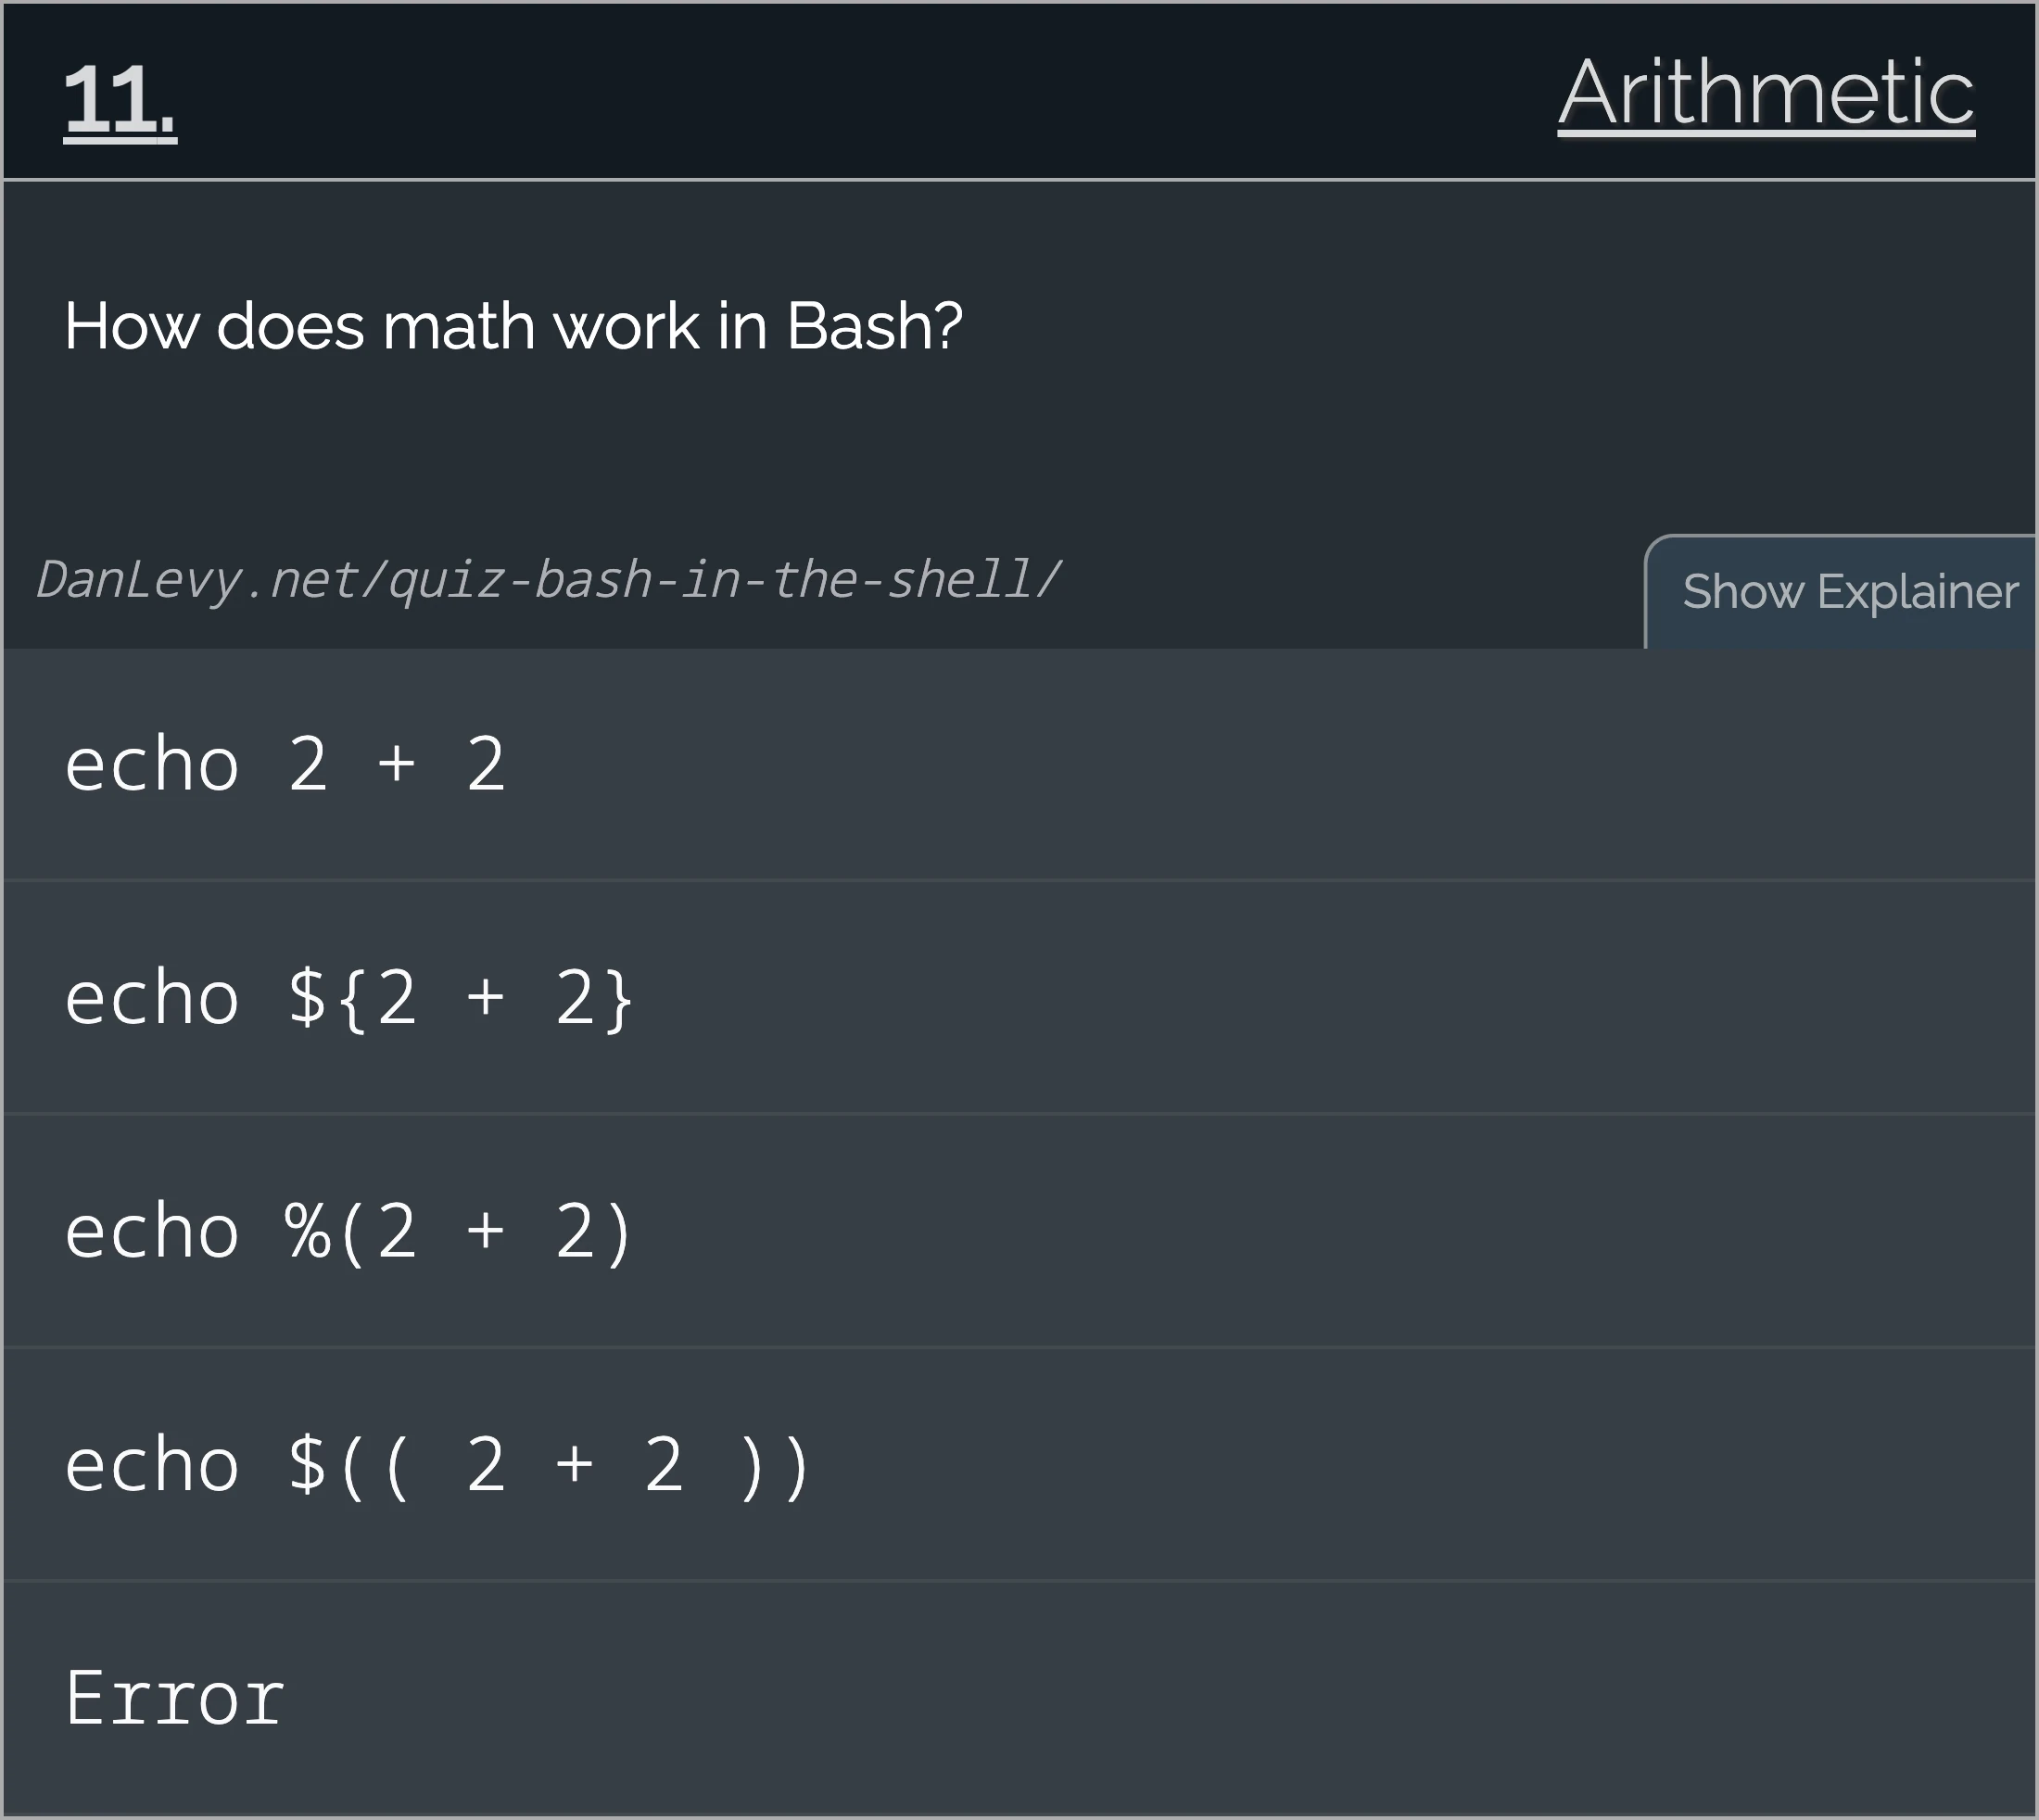 11.
Arithmetic
How does math work in Bash?
DanLevy.net/quiz-bash-in-the-shell/
Show Explainer
echo 2 + 2
echo ${2 + 2}
echo %(2 + 2)
echo $(( 2 + 2 ))
Error